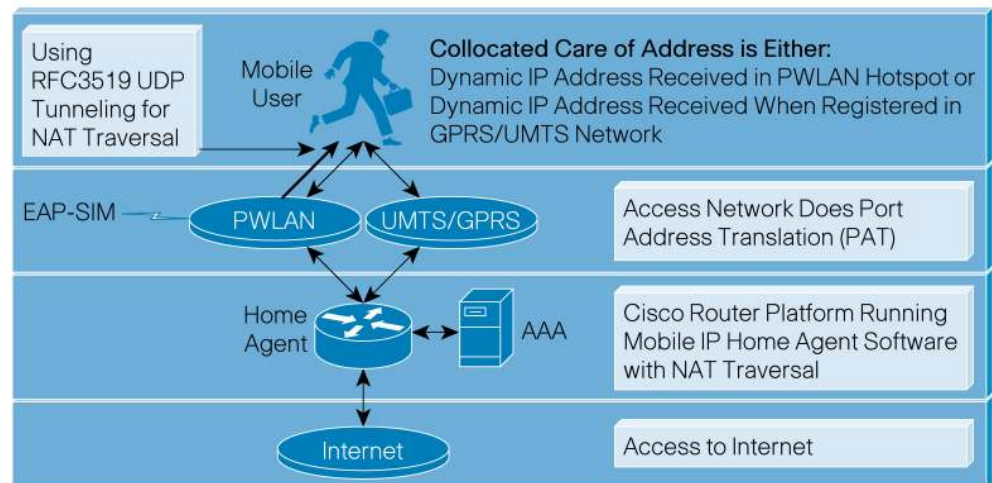 Using
RFC3519 UDP
Tunneling for
NAT Traversal
Mobile
User
Collocated Care of Address is Either:
Dynamic IP Address Received in PWLAN Hotspot or
Dynamic IP Address Received When Registered in
GPRS/UMTS Network
EAP-SIM
PWLAN
UMTS/GPRS
Access Network Does Port
Address Translation (PAT)
Home
Agent
AAA
Cisco Router Platform Running
Mobile IP Home Agent Software
with NAT Traversal
Internet
Access to Internet